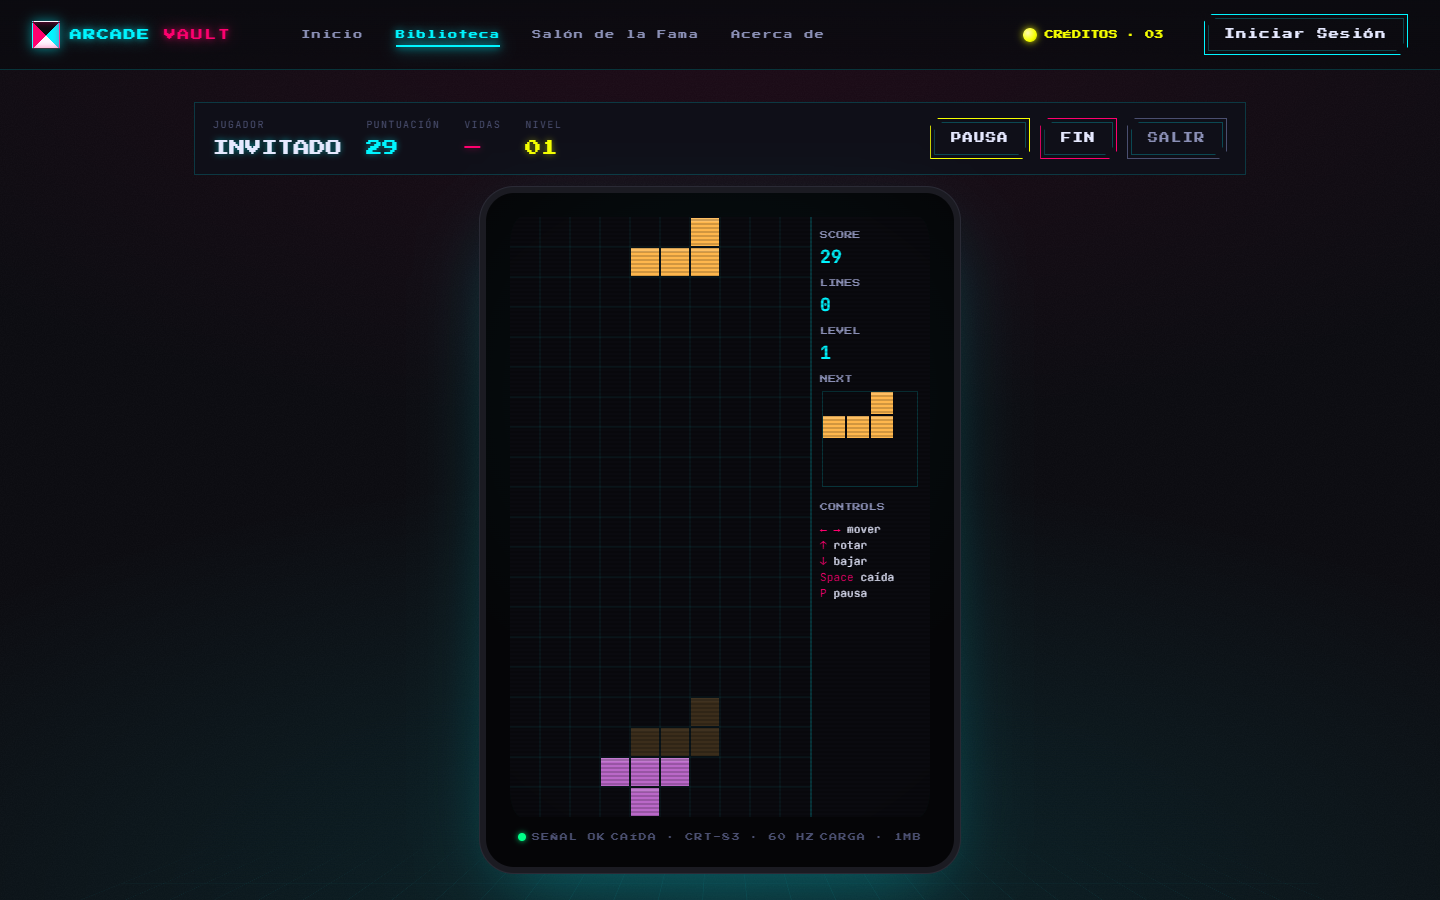 ARCADE VAULT
Inicio
Biblioteca
Salón de la Fama
Acerca de
CRéDITOS · 03
Iniciar Sesión
JUGADOR
INVITADO
PUNTUACIÓN
29
VIDAS
—
NIVEL
01
PAUSA
FIN
SALIR
SCORE
29
LINES
0
LEVEL
1
NEXT
CONTROLS
← → mover
↑ rotar
↓ bajar
Space caída
P pausa
SEÑAL OK
CAíDA · CRT-83 · 60 HZ
CARGA · 1MB